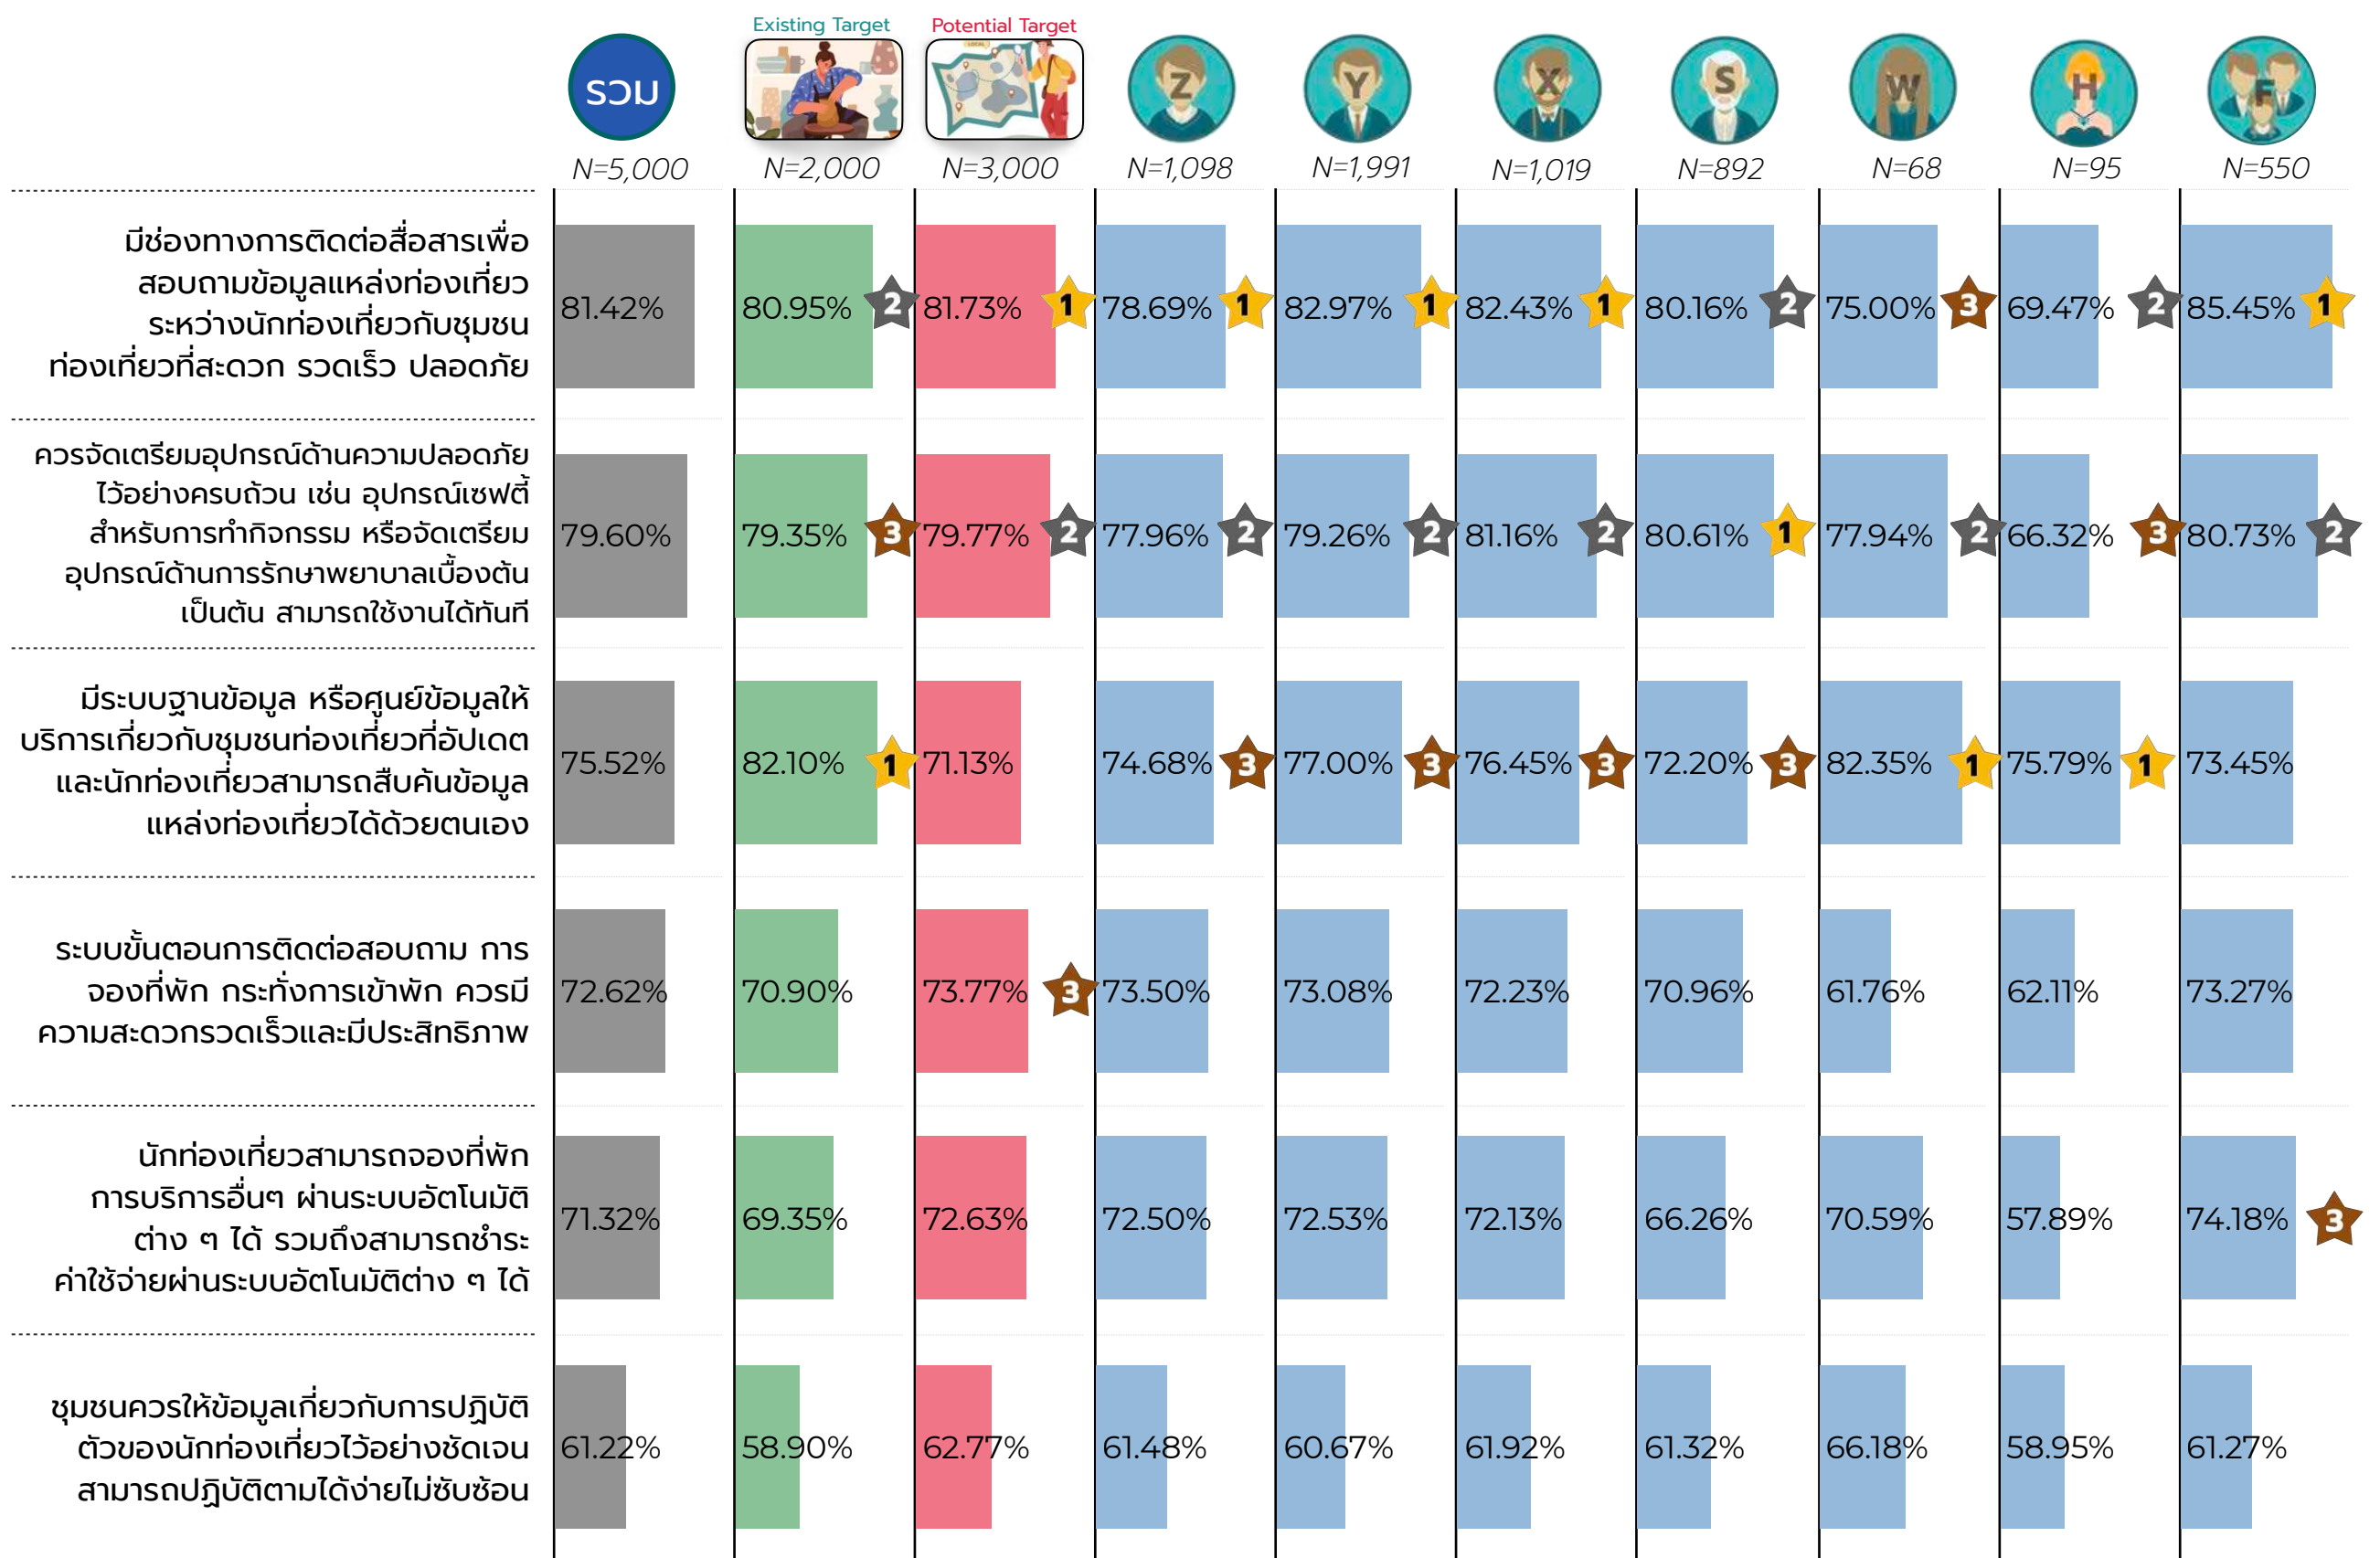 Existing Target
Potential Target
รวม
Z
Y
X
S
W
H
F
N=5,000
N=2,000
N=3,000
N=1,098
N=1,991
N=1,019
N=892
N=68
N=95
N=550
มีช่องทางการติดต่อสื่อสารเพื่อ
สอบถามข้อมูลแหล่งท่องเที่ยว
ระหว่างนักท่องเที่ยวกับชุมชน
ท่องเที่ยวที่สะดวก รวดเร็ว ปลอดภัย
81.42%
80.95% 2
81.73% 1
78.69% 1
82.97% 1
82.43% 1
80.16% 2
75.00% 3
69.47% 2
85.45% 1
ควรจัดเตรียมอุปกรณ์ด้านความปลอดภัย
ไว้อย่างครบถ้วน เช่น อุปกรณ์เซฟตี้
สำหรับการทำกิจกรรม หรือจัดเตรียม
อุปกรณ์ด้านการรักษาพยาบาลเบื้องต้น
เป็นต้น สามารถใช้งานได้ทันที
79.60%
79.35% 3
79.77% 2
77.96% 2
79.26% 2
81.16% 2
80.61% 1
77.94% 2
66.32% 3
80.73% 2
มีระบบฐานข้อมูล หรือศูนย์ข้อมูลให้
บริการเกี่ยวกับชุมชนท่องเที่ยวที่อัปเดต
และนักท่องเที่ยวสามารถสืบค้นข้อมูล
แหล่งท่องเที่ยวได้ด้วยตนเอง
75.52%
82.10% 1
71.13%
74.68% 3
77.00% 3
76.45% 3
72.20% 3
82.35% 1
75.79% 1
73.45%
ระบบขั้นตอนการติดต่อสอบถาม การ
จองที่พัก กระทั่งการเข้าพัก ควรมี
ความสะดวกรวดเร็วและมีประสิทธิภาพ
72.62%
70.90%
73.77% 3
73.50%
73.08%
72.23%
70.96%
61.76%
62.11%
73.27%
นักท่องเที่ยวสามารถจองที่พัก
การบริการอื่นๆ ผ่านระบบอัตโนมัติ
ต่าง ๆ ได้ รวมถึงสามารถชำระ
ค่าใช้จ่ายผ่านระบบอัตโนมัติต่าง ๆ ได้
71.32%
69.35%
72.63%
72.50%
72.53%
72.13%
66.26%
70.59%
57.89%
74.18% 3
ชุมชนควรให้ข้อมูลเกี่ยวกับการปฏิบัติ
ตัวของนักท่องเที่ยวไว้อย่างชัดเจน
สามารถปฏิบัติตามได้ง่ายไม่ซับซ้อน
61.22%
58.90%
62.77%
61.48%
60.67%
61.92%
61.32%
66.18%
58.95%
61.27%